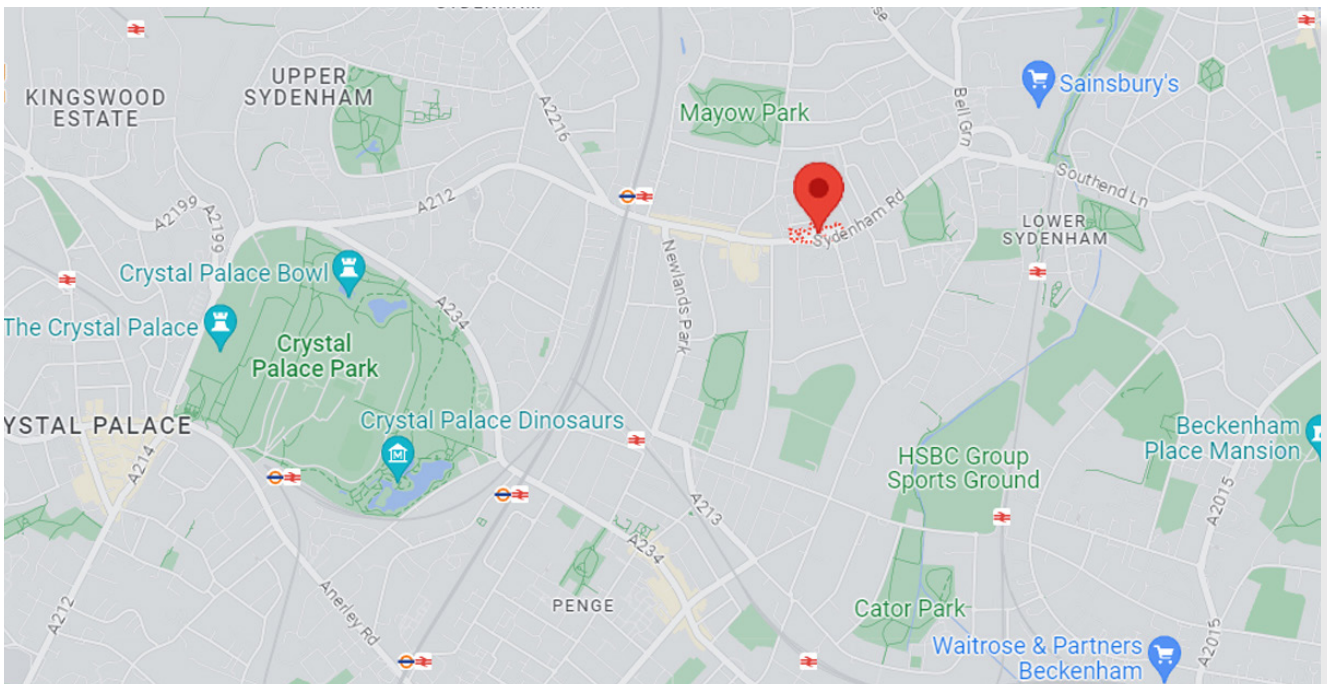 UPPER
SYDENHAM
KINGSWOOD
ESTATE
A2216
Mayow Park
Bell Grn
Sainsbury's
Southend Ln
A2199
A2199
A212
Sydenham Rd
LOWER
SYDENHAM
Newlands Park
Crystal Palace Bowl
A234
The Crystal Palace
Crystal
Palace Park
YSTAL PALACE
Crystal Palace Dinosaurs
Beckenham
Place Mansion
HSBC Group
Sports Ground
A214
A213
A2015
A234
Anerley Rd
PENGE
Cator Park
A212
Waitrose & Partners
Beckenham
A2015